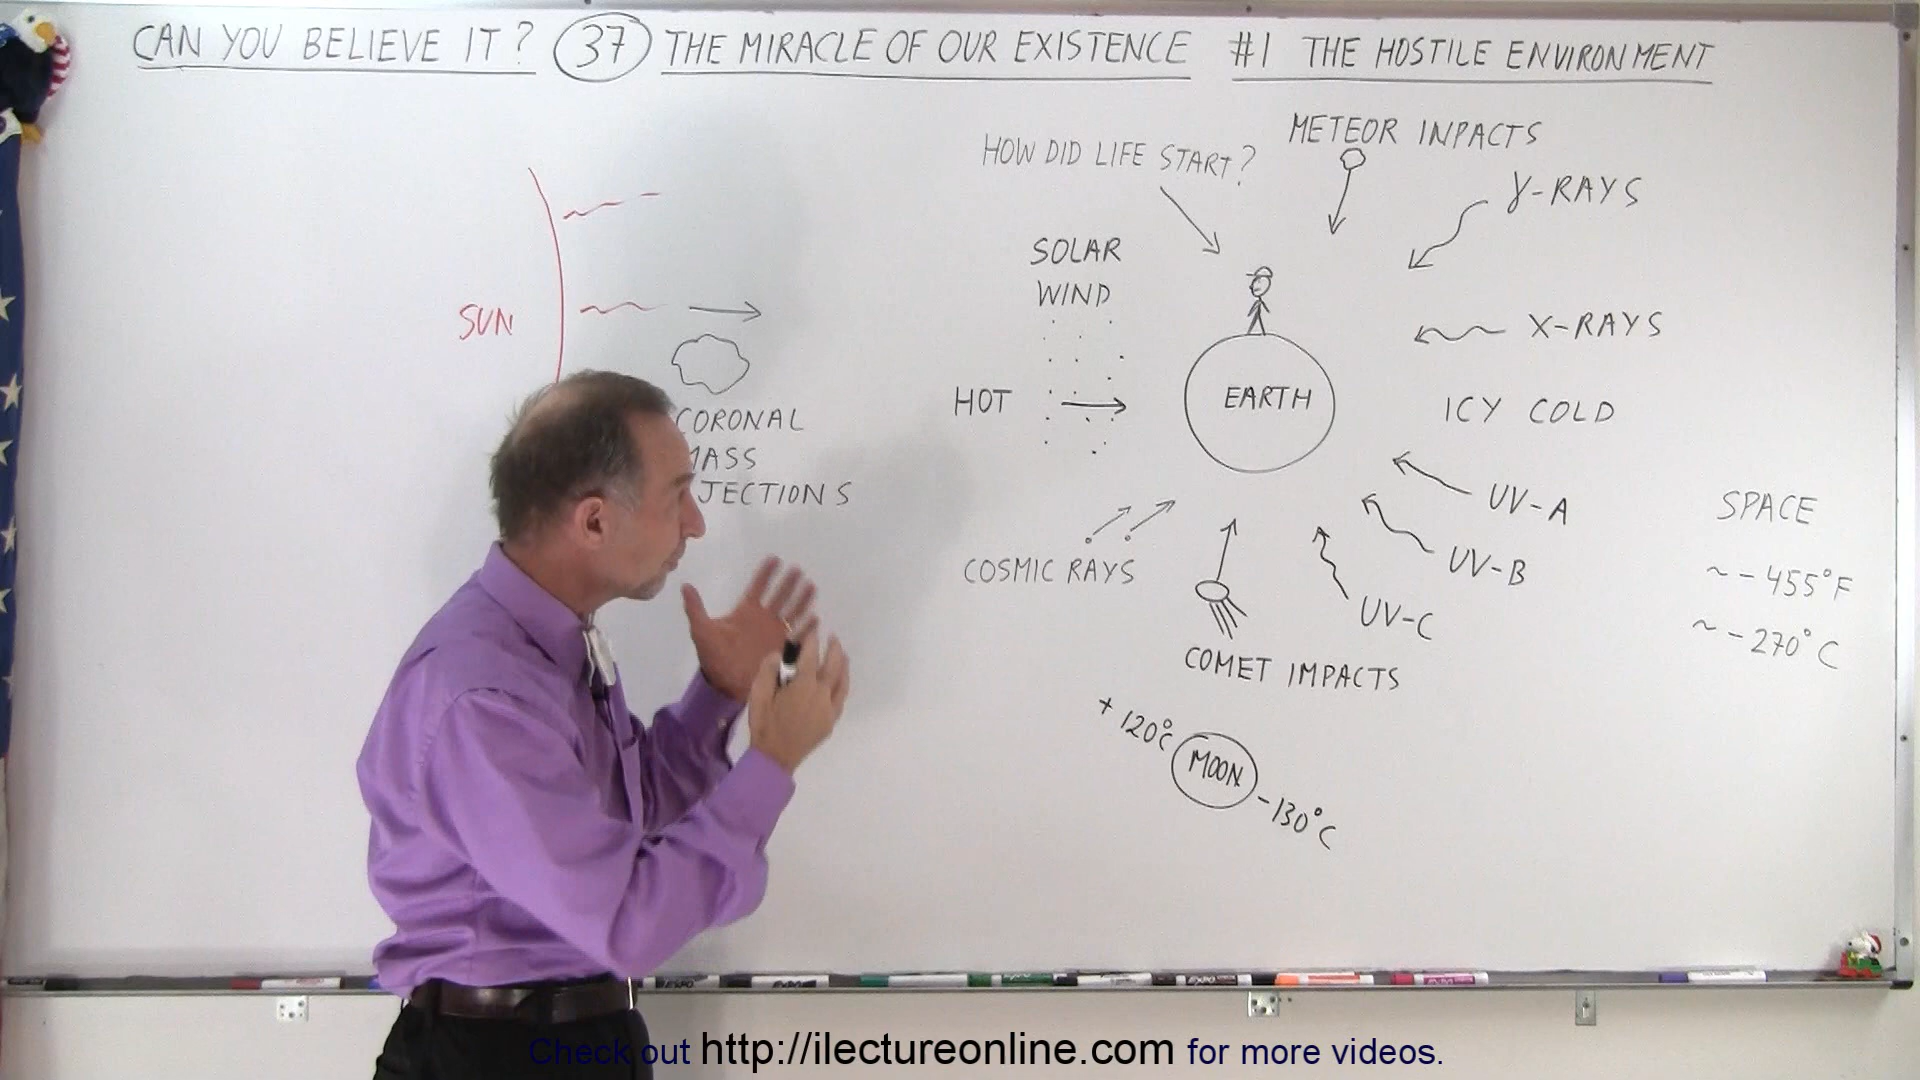 CAN YOU BELIEVE IT? 37 THE MIRACLE OF OUR EXISTENCE #1 THE HOSTILE ENVIRONMENT
METEOR INPACTS
HOW DID LIFE START?
γ-RAYS
SOLAR
WIND
SUN
X-RAYS
HOT
EARTH
ICY COLD
CORONAL
MASS
JECTIONS
UV-A
SPACE
UV-B
~-455°F
COSMIC RAYS
UV-C
~-270°C
COMET IMPACTS
+120°C
MOON
-130°C
EXPO
Check out http://ilectureonline.com for more videos.